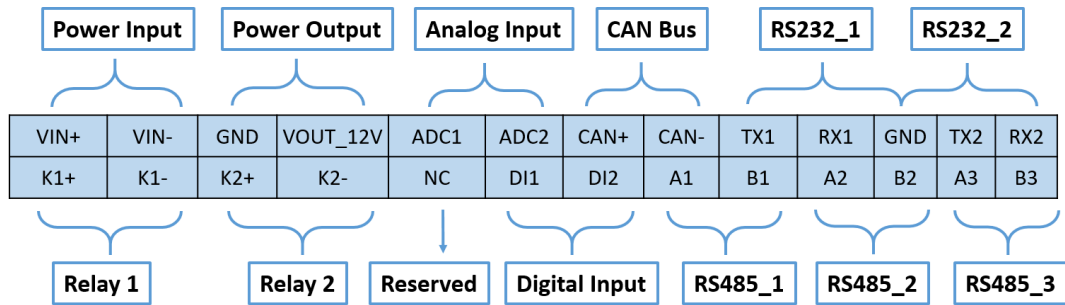 Power Input Power Output Analog Input CAN Bus RS232_1 RS232_2
VIN+ VIN- GND VOUT_12V ADC1 ADC2 CAN+ CAN- TX1 RX1 GND TX2 RX2
K1+ K1- K2+ K2- NC DI1 DI2 A1 B1 A2 B2 A3 B3
Relay 1 Relay 2 Reserved Digital Input RS485_1 RS485_2 RS485_3